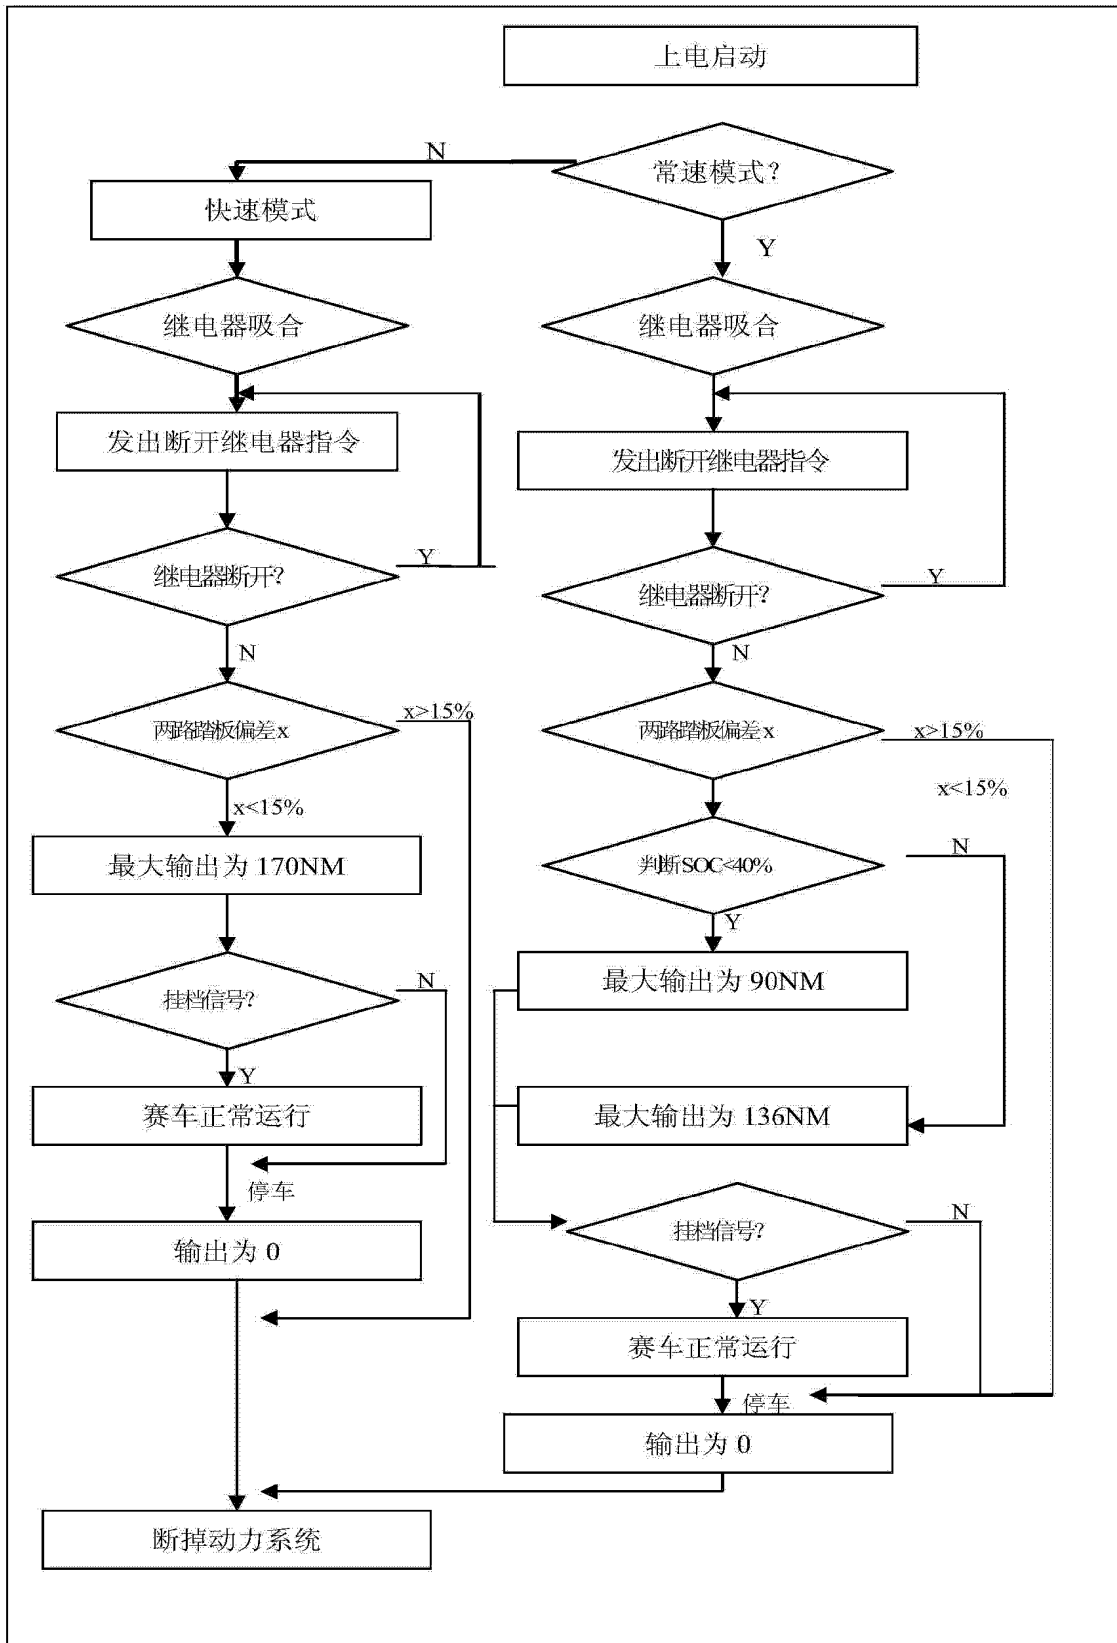 上电启动
N
常速模式?
快速模式
Y
继电器吸合
继电器吸合
发出断开继电器指令
发出断开继电器指令
继电器断开?
Y
继电器断开?
Y
N
N
两路踏板偏差x
x>15%
两路踏板偏差x
x>15%
x<15%
x<15%
最大输出为 170NM
判断SOC<40%
N
Y
挂档信号?
N
最大输出为 90NM
Y
赛车正常运行
最大输出为 136NM
停车
挂档信号?
N
输出为 0
Y
赛车正常运行
停车
输出为 0
断掉动力系统